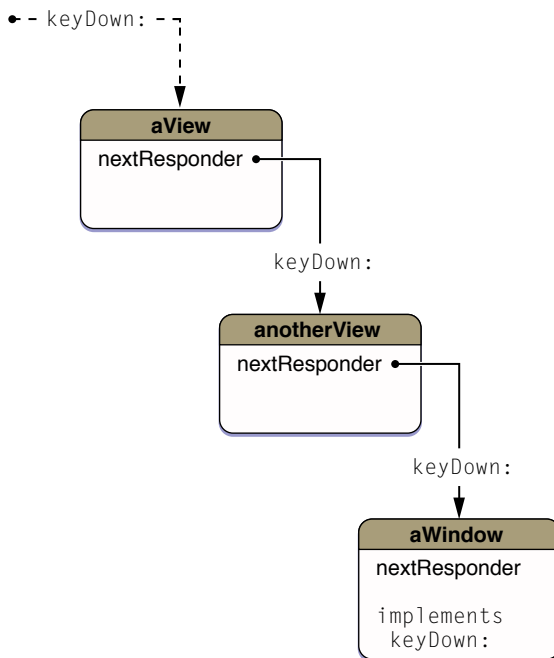 keyDown:
aView
nextResponder
keyDown:
anotherView
nextResponder
keyDown:
aWindow
nextResponder
implements
keyDown: